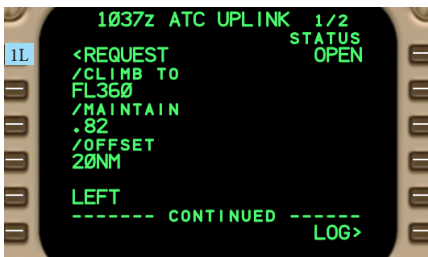 1037z ATC UPLINK 1/2
STATUS
1L
<REQUEST OPEN
/CLIMB TO
FL360
/MAINTAIN
.82
/OFFSET
20NM
LEFT
------- CONTINUED ------
LOG>